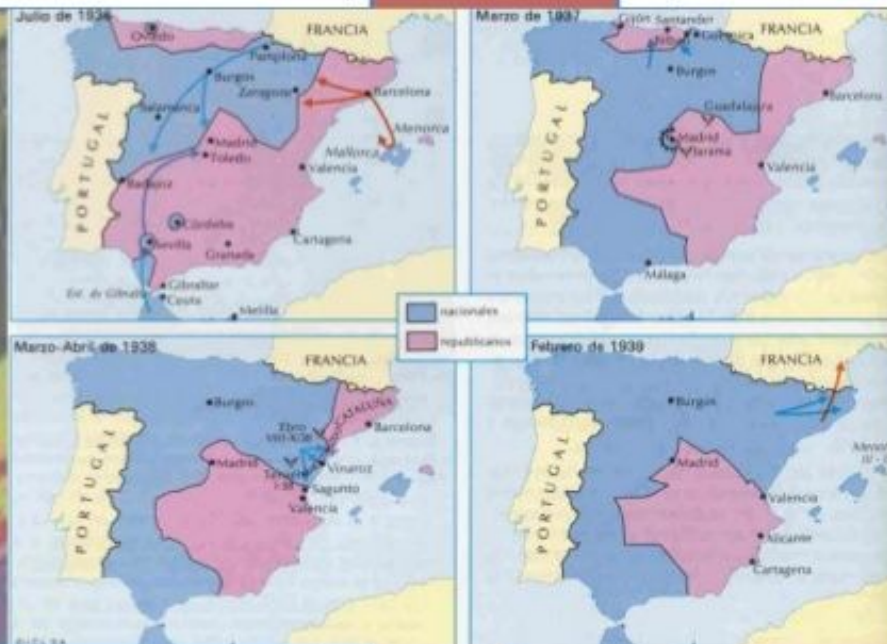 Julio de 1936
FRANCIA
Oviedo
Pamplona
Burgos
Zaragoza
Barcelona
Salamanca
Menorca
Mallorca
Madrid
Toledo
Valencia
Badajoz
PORTUGAL
Córdoba
Sevilla
Granada
Cartagena
Est. de Gibraltar
Gibraltar
Ceuta
Melilla
Marzo de 1937
Gijón Santander
FRANCIA
Guernica
Burgos
Barcelona
Guadalajara
Madrid
Jarama
PORTUGAL
Valencia
Málaga
nacionales
republicanos
Marzo-Abril de 1938
FRANCIA
Burgos
CATALUÑA
Ebro
Barcelona
Madrid
Vinaroz
Sagunto
Valencia
PORTUGAL
Febrero de 1939
FRANCIA
Burgos
Madrid
Valencia
PORTUGAL
Alicante
Cartagena